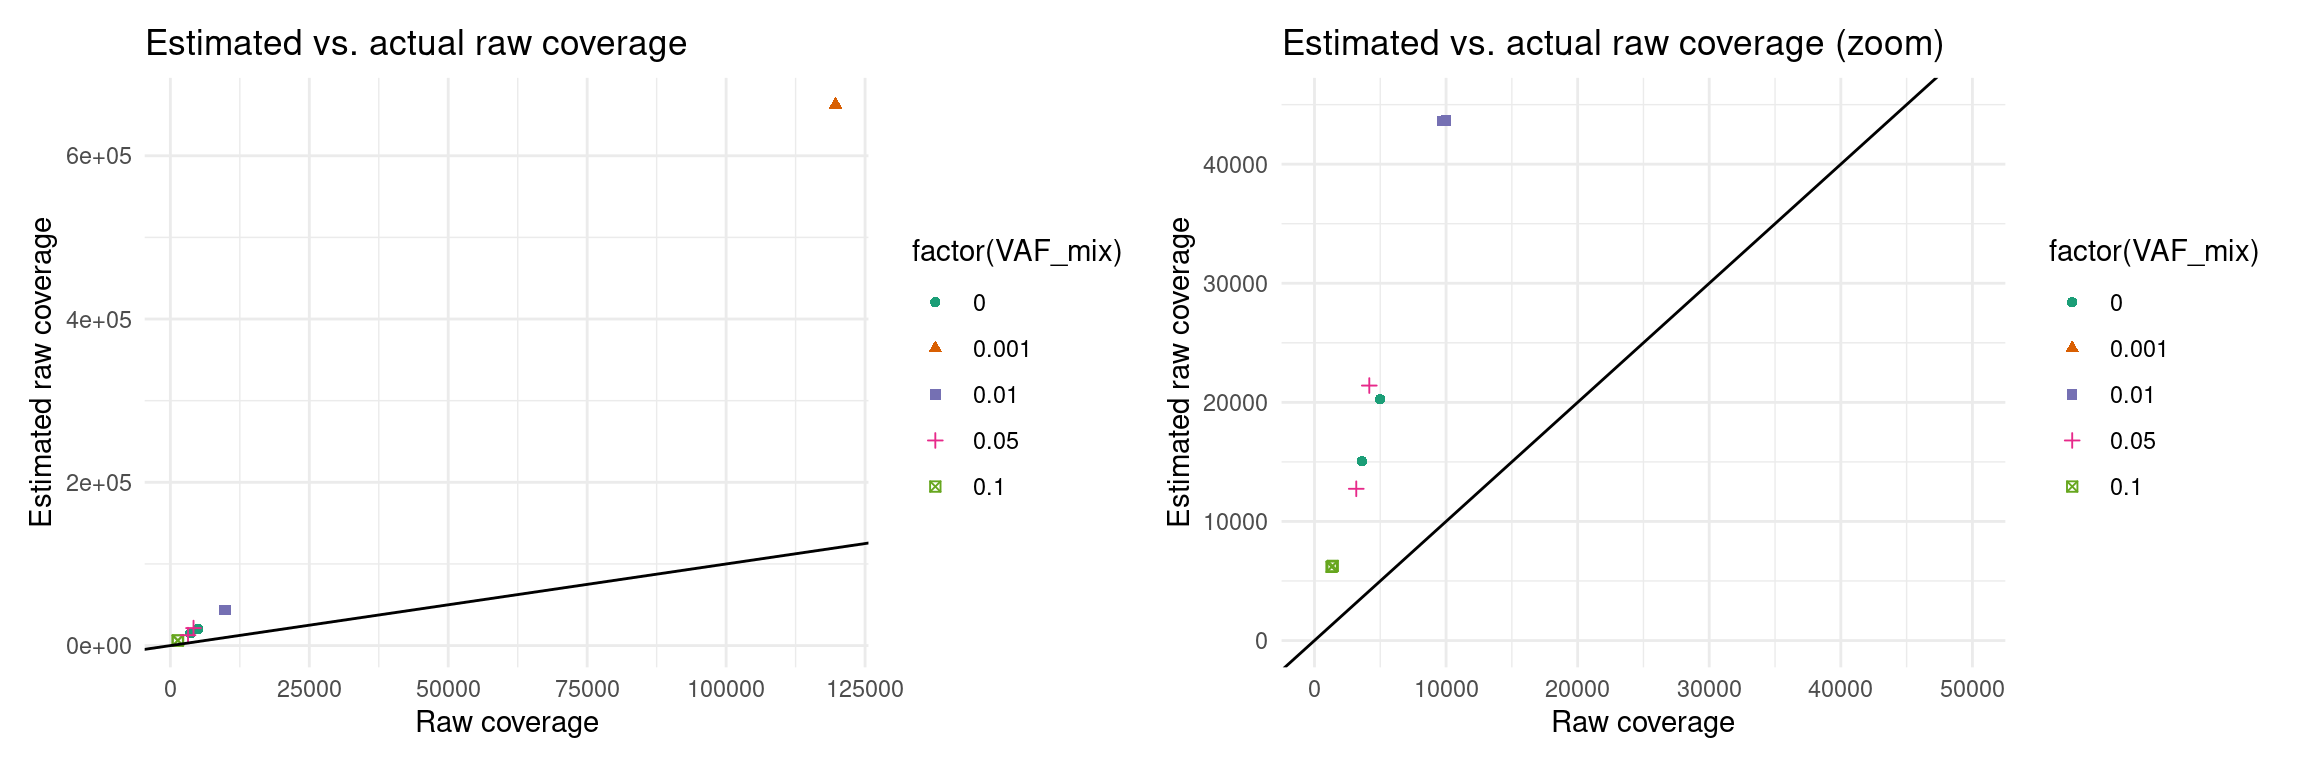 Estimated vs. actual raw coverage
Estimated raw coverage
6e+05
4e+05
2e+05
0e+00
0
25000
50000
75000
100000
125000
Raw coverage
factor(VAF_mix)
0
0.001
0.01
0.05
0.1
Estimated vs. actual raw coverage (zoom)
Estimated raw coverage
40000
30000
20000
10000
0
0
10000
20000
30000
40000
50000
Raw coverage
factor(VAF_mix)
0
0.001
0.01
0.05
0.1